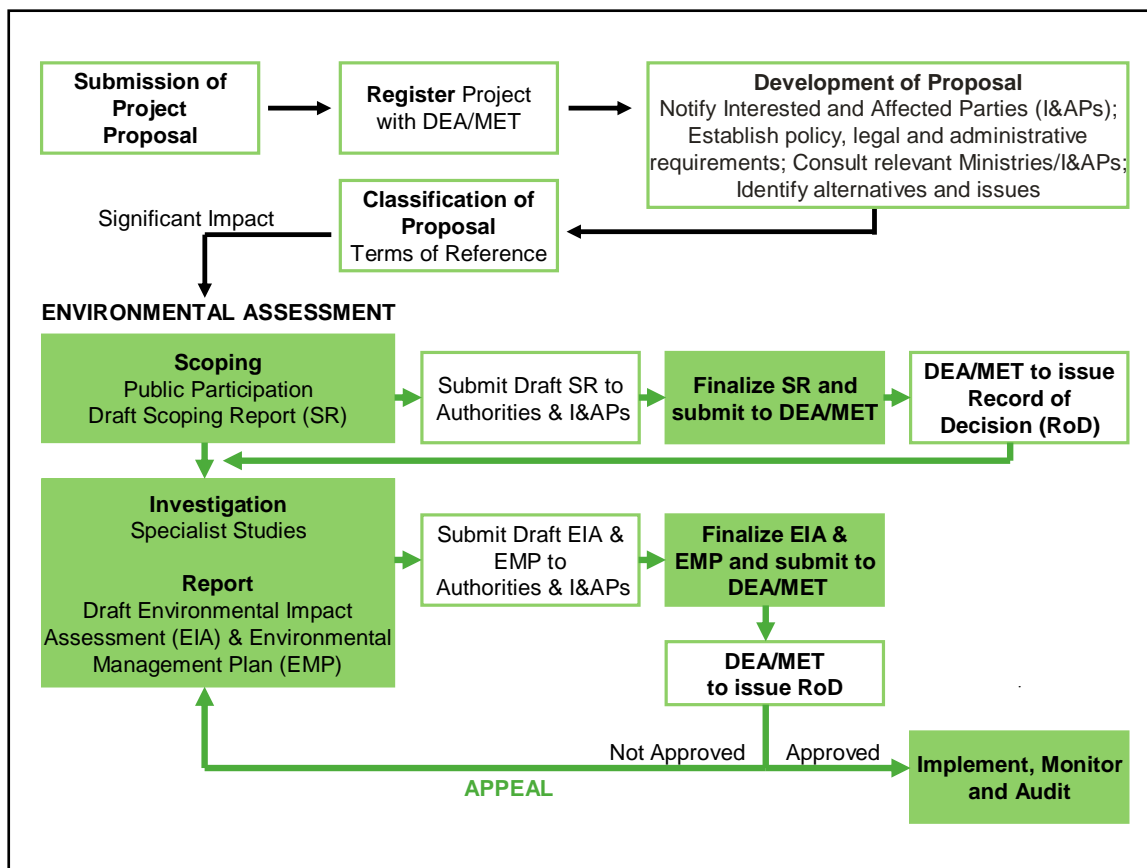 Submission of
Project
Proposal
Register Project
with DEA/MET
Development of Proposal
Notify Interested and Affected Parties (I&APs);
Establish policy, legal and administrative
requirements; Consult relevant Ministries/I&APs;
Identify alternatives and issues
Significant Impact
Classification of
Proposal
Terms of Reference
ENVIRONMENTAL ASSESSMENT
Scoping
Public Participation
Draft Scoping Report (SR)
Submit Draft SR to
Authorities & I&APs
Finalize SR and
submit to DEA/MET
DEA/MET to issue
Record of
Decision (RoD)
Investigation
Specialist Studies
Report
Draft Environmental Impact
Assessment (EIA) & Environmental
Management Plan (EMP)
Submit Draft EIA &
EMP to
Authorities & I&APs
Finalize EIA &
EMP and submit to
DEA/MET
DEA/MET
to issue RoD
Not Approved
Approved
APPEAL
Implement, Monitor
and Audit